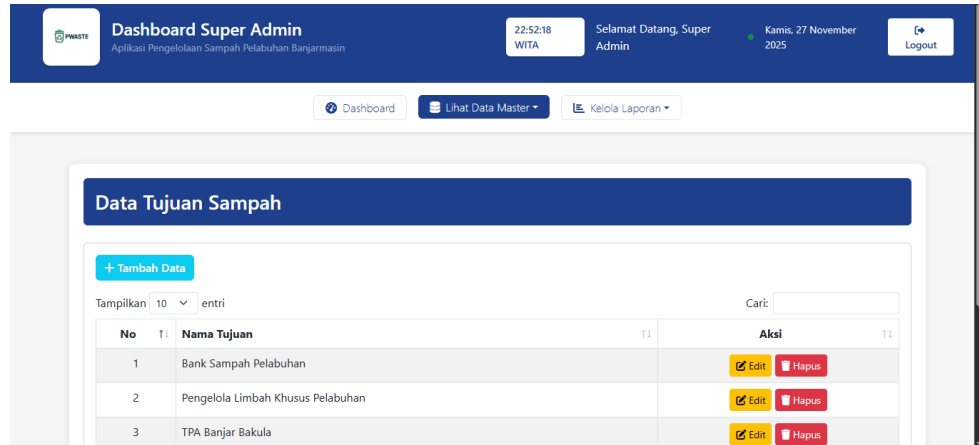 PWASTE
Dashboard Super Admin
Aplikasi Pengelolaan Sampah Pelabuhan Banjarmasin
22:52:18
WITA
Selamat Datang, Super
Admin
Kamis, 27 November
2025
Logout
Dashboard
Lihat Data Master
Kelola Laporan
Data Tujuan Sampah
+ Tambah Data
Tampilkan 10 entri
Cari:
No Nama Tujuan Aksi
1 Bank Sampah Pelabuhan Edit Hapus
2 Pengelola Limbah Khusus Pelabuhan Edit Hapus
3 TPA Banjar Bakula Edit Hapus